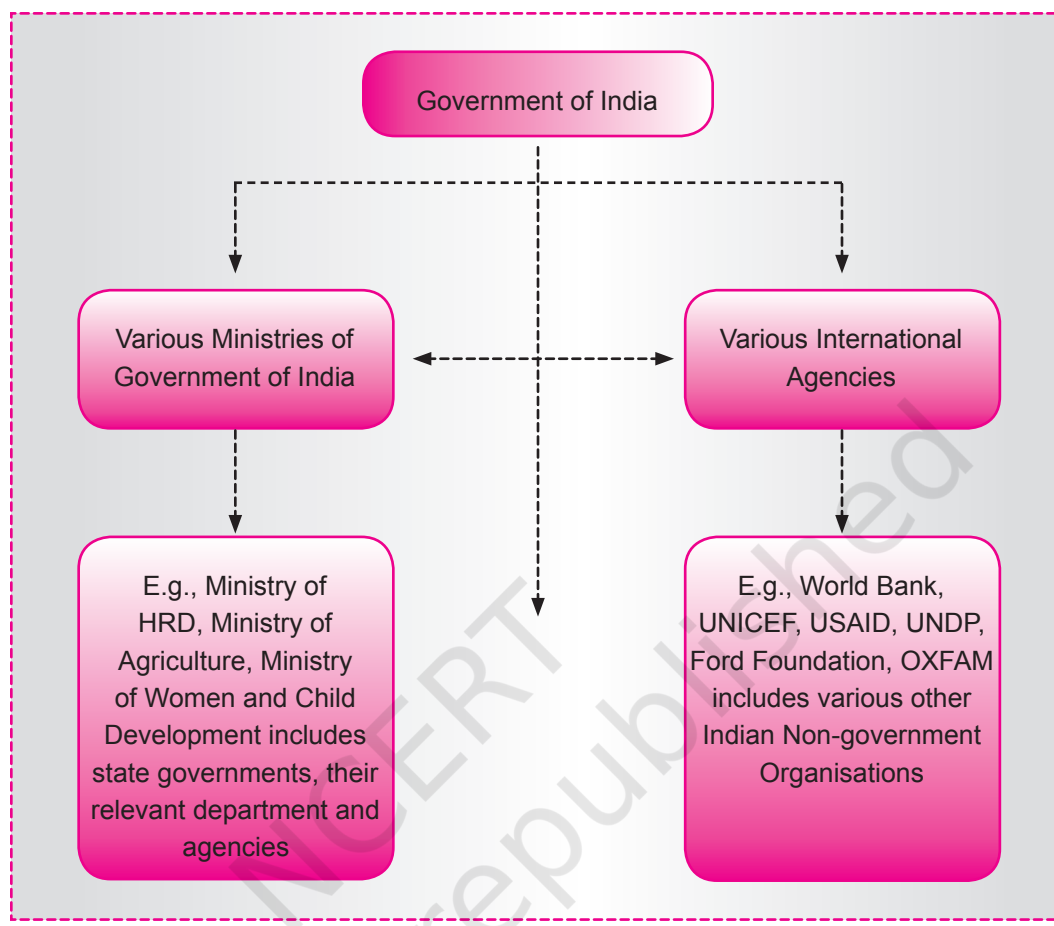 Government of India
Various Ministries of
Government of India
Various International
Agencies
E.g., Ministry of
HRD, Ministry of
Agriculture, Ministry
of Women and Child
Development includes
state governments, their
relevant department and
agencies
E.g., World Bank,
UNICEF, USAID, UNDP,
Ford Foundation, OXFAM
includes various other
Indian Non-government
Organisations
NCERT
republished